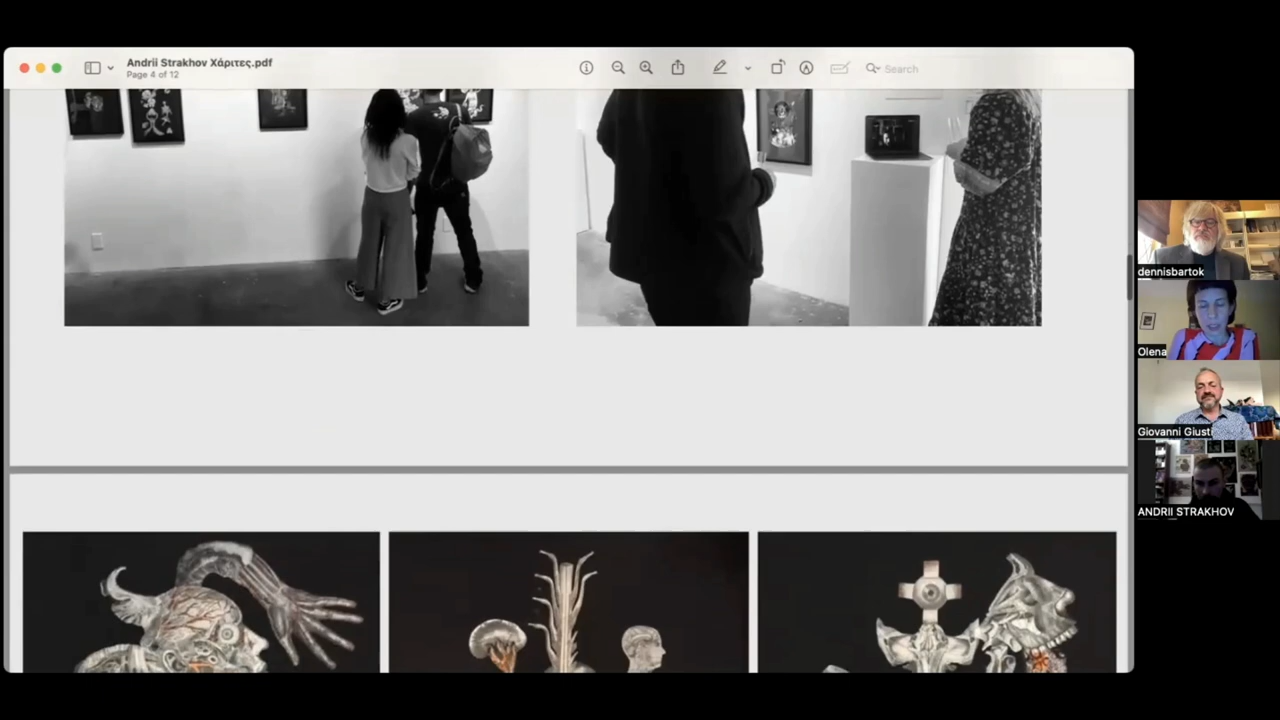 Andrii Strakhov Χάριτες.pdf
Page 4 of 12
Search
dennisbartok
Olena
Giovanni Giusti
ANDRII STRAKHOV